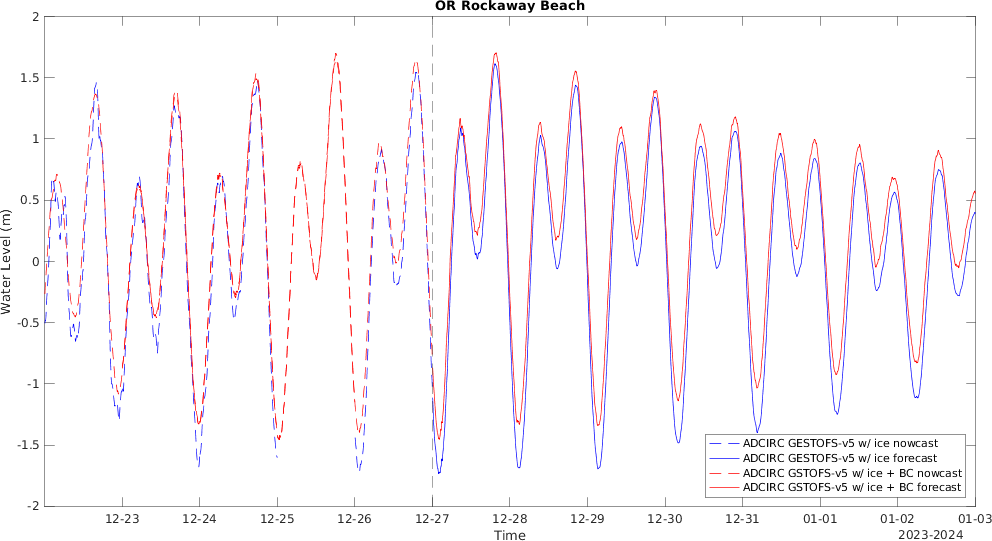 OR Rockaway Beach
2
1.5
1
0.5
0
-0.5
-1
-1.5
-2
Water Level (m)
12-23 12-24 12-25 12-26 12-27 12-28 12-29 12-30 12-31 01-01 01-02 01-03
Time
2023-2024
ADCIRC GESTOFS-v5 w/ ice nowcast
ADCIRC GESTOFS-v5 w/ ice forecast
ADCIRC GSTOFS-v5 w/ ice + BC nowcast
ADCIRC GSTOFS-v5 w/ ice + BC forecast